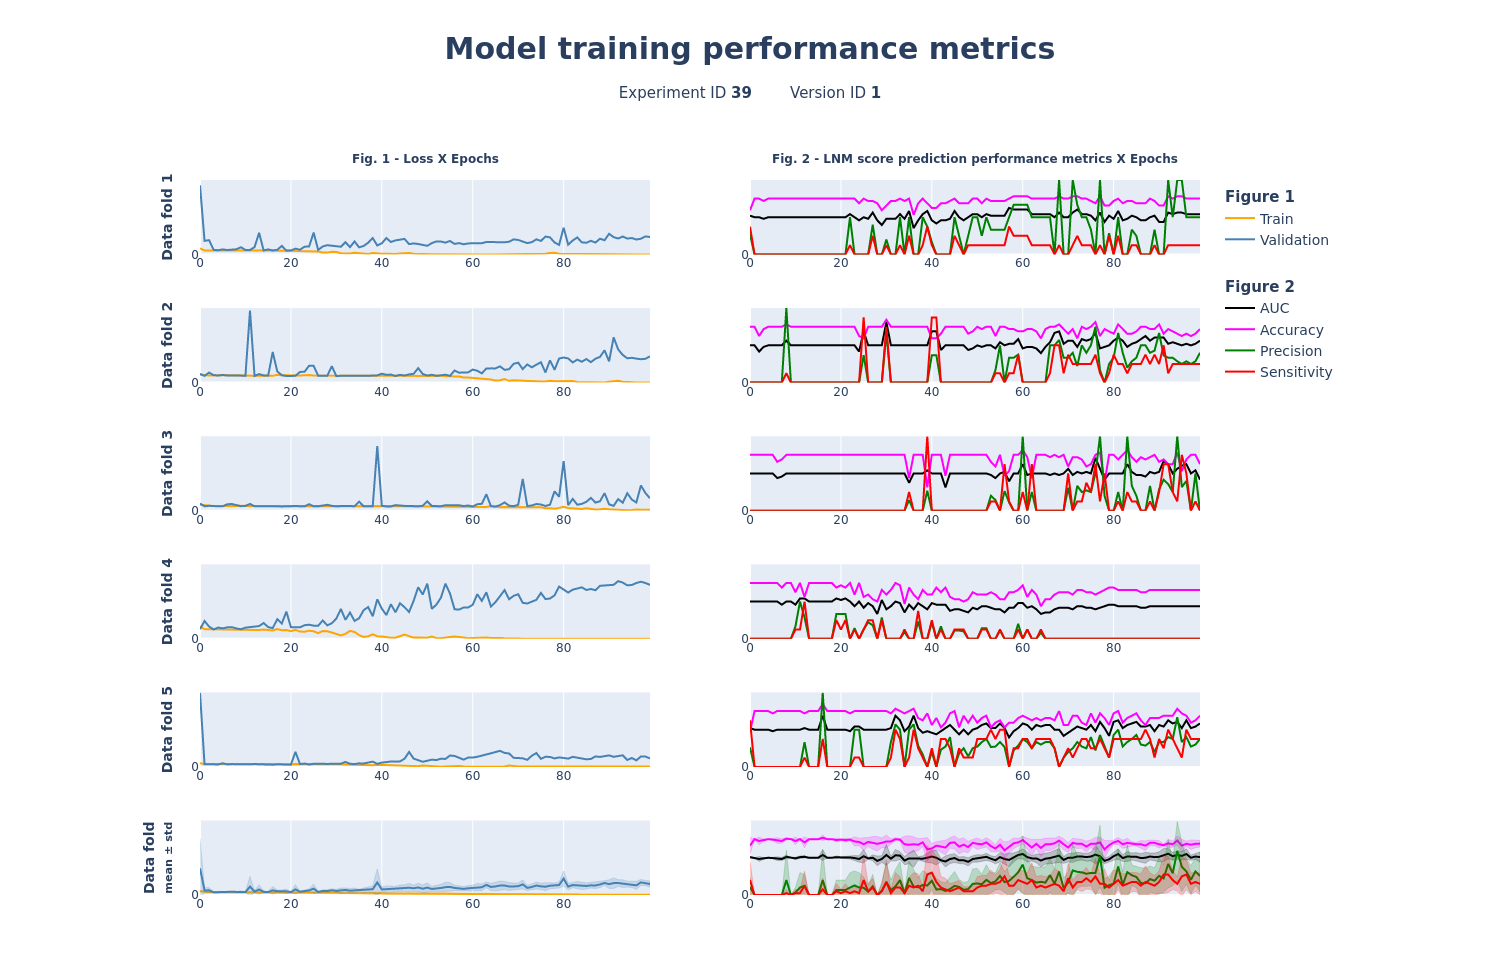 Model training performance metrics
Experiment ID 39 Version ID 1
Fig. 1 - Loss X Epochs
Fig. 2 - LNM score prediction performance metrics X Epochs
Data fold 1
0
0 20 40 60 80
0
0 20 40 60 80
Figure 1
Train
Validation
Figure 2
AUC
Accuracy
Precision
Sensitivity
Data fold 2
0
0 20 40 60 80
0
0 20 40 60 80
Data fold 3
0
0 20 40 60 80
0
0 20 40 60 80
Data fold 4
0
0 20 40 60 80
0
0 20 40 60 80
Data fold 5
0
0 20 40 60 80
0
0 20 40 60 80
Data fold
mean ± std
0
0 20 40 60 80
0
0 20 40 60 80